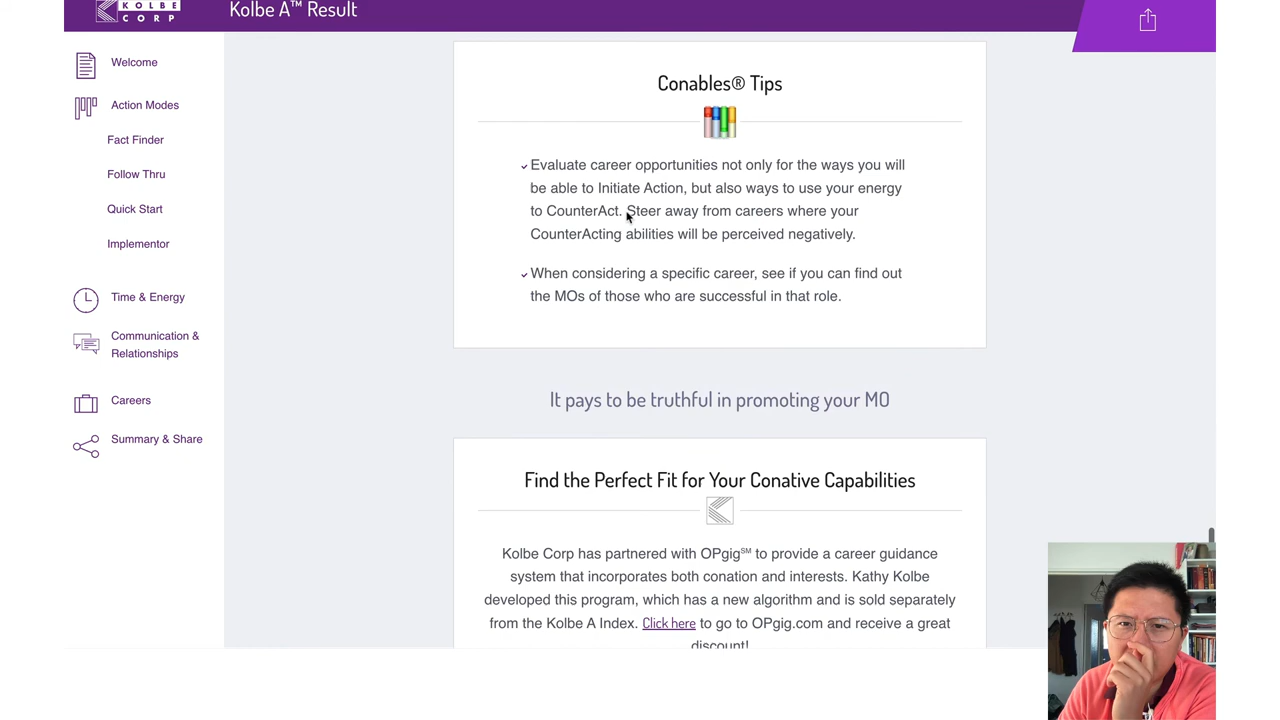 KOLBE
CORP
Kolbe A™ Result
Welcome
Action Modes
Fact Finder
Follow Thru
Quick Start
Implementor
Time & Energy
Communication &
Relationships
Careers
Summary & Share
Conables® Tips
Evaluate career opportunities not only for the ways you will
be able to Initiate Action, but also ways to use your energy
to CounterAct. Steer away from careers where your
CounterActing abilities will be perceived negatively.
When considering a specific career, see if you can find out
the MOs of those who are successful in that role.
It pays to be truthful in promoting your MO
Find the Perfect Fit for Your Conative Capabilities
Kolbe Corp has partnered with OPgig℠ to provide a career guidance
system that incorporates both conation and interests. Kathy Kolbe
developed this program, which has a new algorithm and is sold separately
from the Kolbe A Index. Click here to go to OPgig.com and receive a great
discount!